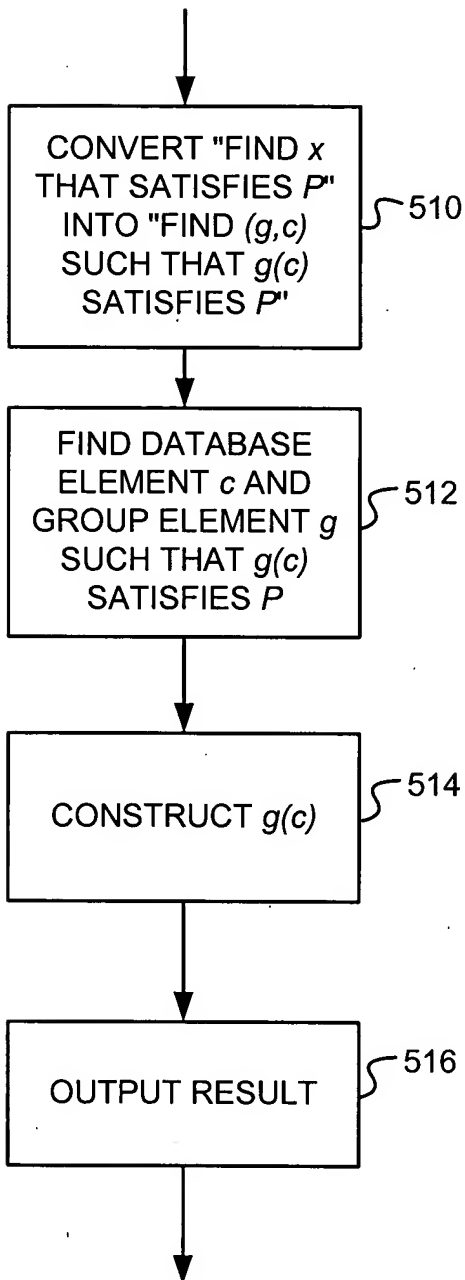 CONVERT "FIND x
THAT SATISFIES P"
INTO "FIND (g,c)
SUCH THAT g(c)
SATISFIES P"
510
FIND DATABASE
ELEMENT c AND
GROUP ELEMENT g
SUCH THAT g(c)
SATISFIES P
512
CONSTRUCT g(c)
514
OUTPUT RESULT
516